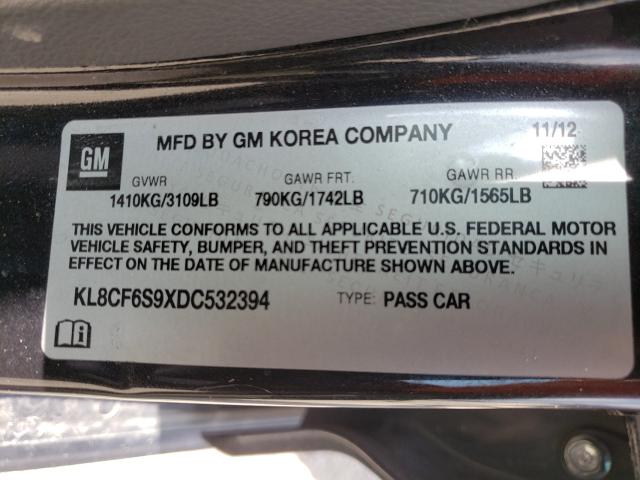 GM
MFD BY GM KOREA COMPANY
11/12
GVWR
GAWR FRT.
GAWR RR.
1410KG/3109LB
790KG/1742LB
710KG/1565LB
THIS VEHICLE CONFORMS TO ALL APPLICABLE U.S. FEDERAL MOTOR
VEHICLE SAFETY, BUMPER, AND THEFT PREVENTION STANDARDS IN
EFFECT ON THE DATE OF MANUFACTURE SHOWN ABOVE.
KL8CF6S9XDC532394
TYPE: PASS CAR